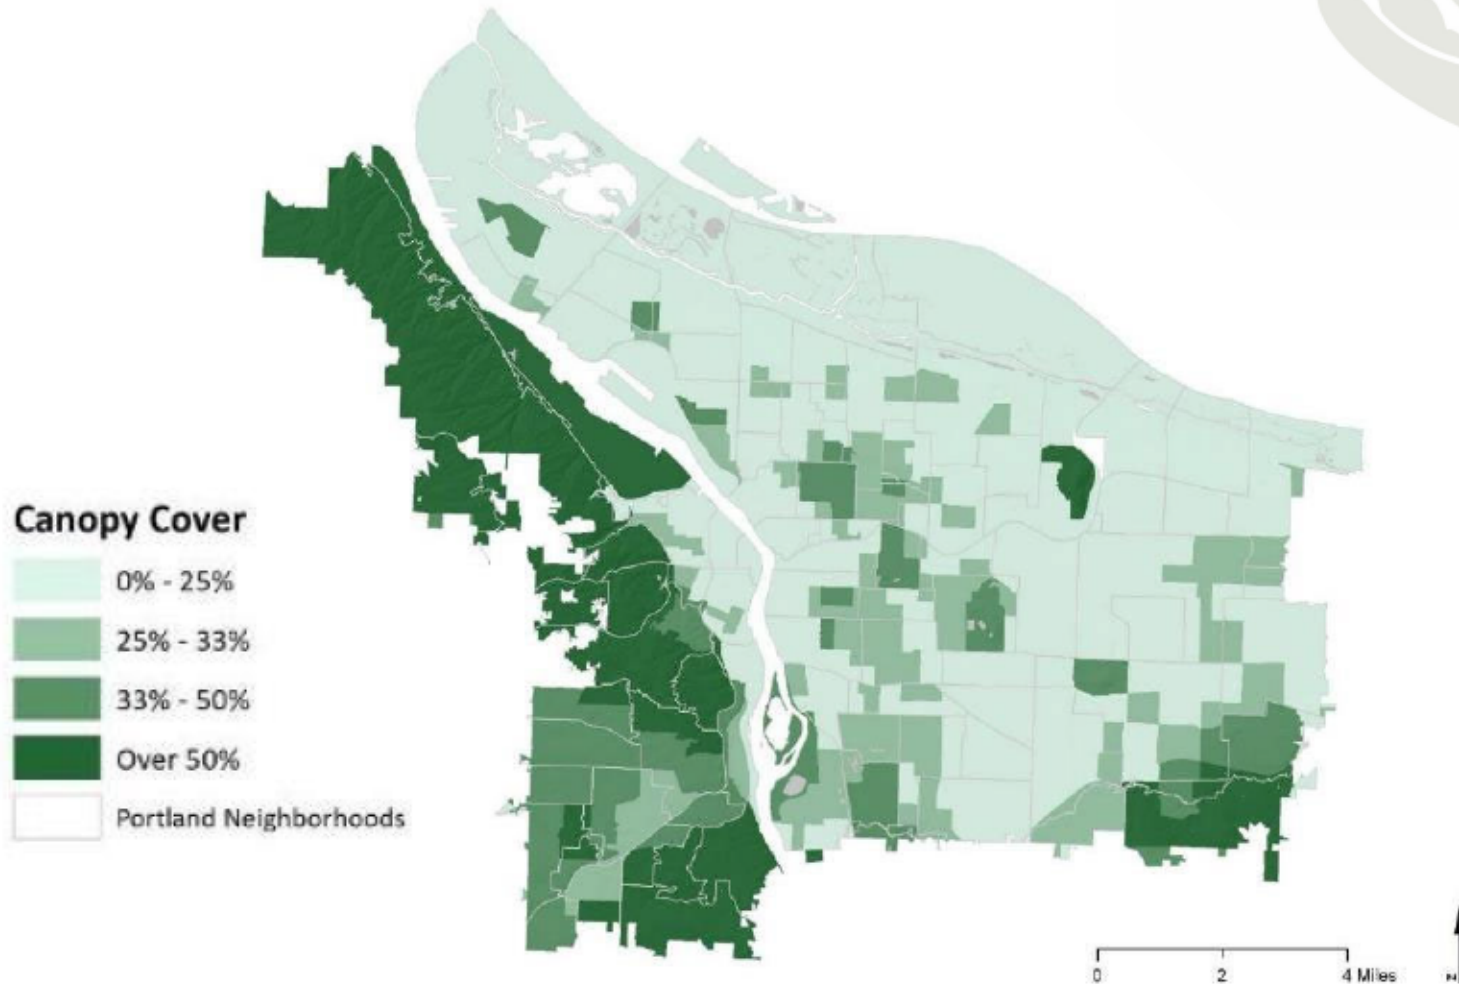 Canopy Cover
0% - 25%
25% - 33%
33% - 50%
Over 50%
Portland Neighborhoods
0 2 4 Miles
N